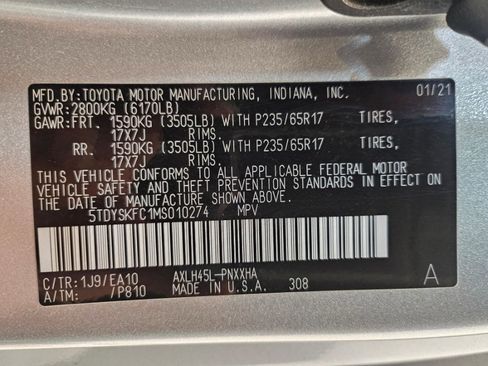 MFD.BY:TOYOTA MOTOR MANUFACTURING, INDIANA, INC. 01/21
GVWR:2800KG (6170LB)
GAWR:FRT. 1590KG (3505LB) WITH P235/65R17 TIRES,
17X7J RIMS.
RR. 1590KG (3505LB) WITH P235/65R17 TIRES,
17X7J RIMS.
THIS VEHICLE CONFORMS TO ALL APPLICABLE FEDERAL MOTOR
VEHICLE SAFETY AND THEFT PREVENTION STANDARDS IN EFFECT ON
THE DATE OF MANUFACTURE SHOWN ABOVE.
5TDYSKFC1MS010274 MPV
C/TR:1J9/EA10 AXLH45L-PNXXHA
A/TM: /P810 MADE IN U.S.A. 308 A